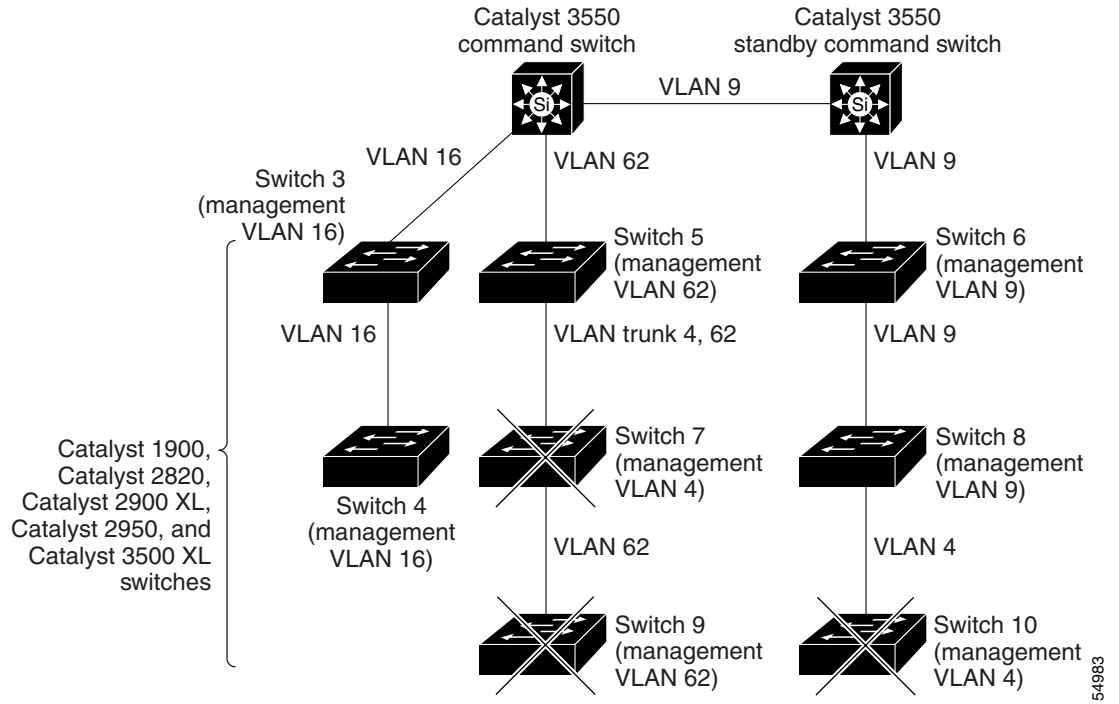 Catalyst 3550
command switch
Catalyst 3550
standby command switch
Si
VLAN 9
Si
VLAN 16
VLAN 62
VLAN 9
Switch 3
(management
VLAN 16)
Switch 5
(management
VLAN 62)
Switch 6
(management
VLAN 9)
VLAN 16
VLAN trunk 4, 62
VLAN 9
Catalyst 1900,
Catalyst 2820,
Catalyst 2900 XL,
Catalyst 2950, and
Catalyst 3500 XL
switches
Switch 4
(management
VLAN 16)
Switch 7
(management
VLAN 4)
Switch 8
(management
VLAN 9)
VLAN 62
VLAN 4
Switch 9
(management
VLAN 62)
Switch 10
(management
VLAN 4)
54983